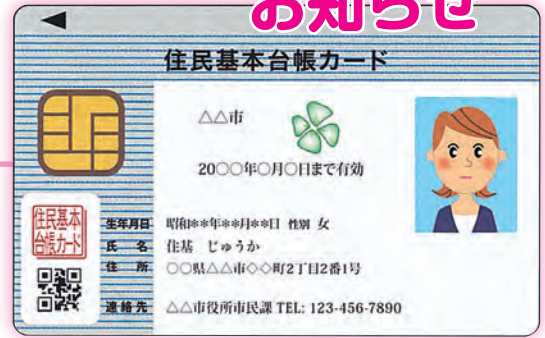 お知らせ
住民基本台帳カード
△△市
20○○年○月○日まで有効
住民基本
台帳カード
生年月日 昭和**年**月**日 性別 女
氏名 住基 じゅうか
住所 ○○県△△市◇◇町2丁目2番1号
連絡先 △△市役所市民課 TEL: 123-456-7890